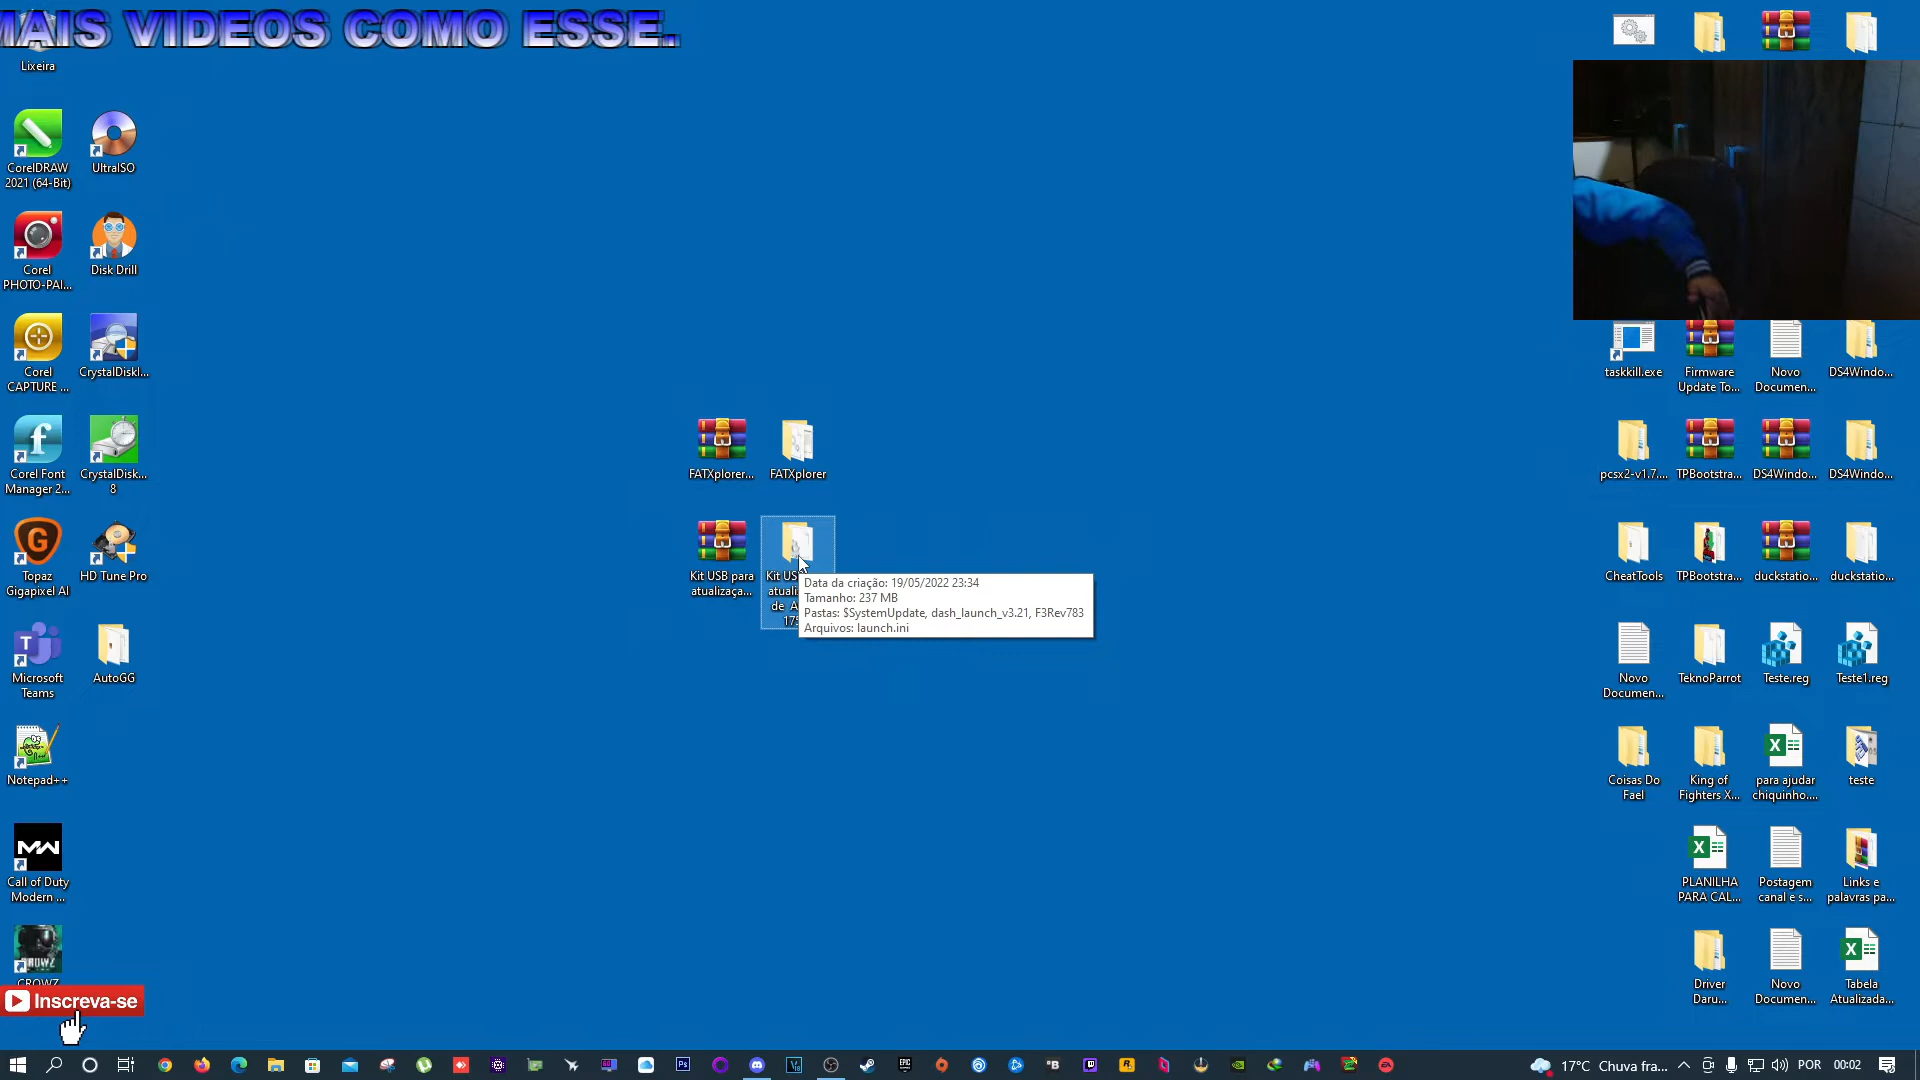 MAIS VIDEOS COMO ESSE.
Lixeira
CorelDRAW
2021 (64-Bit)
UltraISO
Corel
PHOTO-PAI...
Disk Drill
Corel
CAPTURE ...
CrystalDiskI...
Corel Font
Manager 2...
CrystalDisk...
8
Topaz
Gigapixel AI
HD Tune Pro
Microsoft
Teams
AutoGG
Notepad++
Call of Duty
Modern ...
Inscreva-se
FATXplorer...
FATXplorer
Kit USB para
atualizaça...
Data da criação: 19/05/2022 23:34
Tamanho: 237 MB
Pastas: $SystemUpdate, dash_launch_v3.21, F3Rev783
Arquivos: launch.ini
taskkill.exe
Firmware
Update To...
Novo
Documen...
DS4Windo...
pcsx2-v1.7....
TPBootstra...
DS4Windo...
DS4Windo...
CheatTools
TPBootstra...
duckstatio...
duckstatio...
Novo
Documen...
TeknoParrot
Teste.reg
Teste1.reg
Coisas Do
Fael
King of
Fighters X...
para ajudar
chiquinho....
teste
PLANILHA
PARA CAL...
Postagem
canal e s...
Links e
palavras pa...
Driver
Daru...
Novo
Documen...
Tabela
Atualizada...
17°C Chuva fra...
POR
00:02